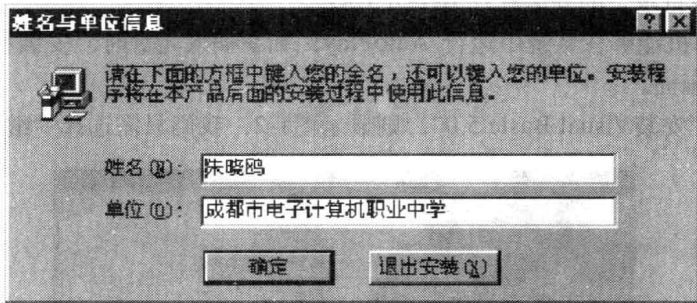 姓名与单位信息
请在下面的方框中键入您的全名，还可以键入您的单位。安装程
序将在本产品后面的安装过程中使用此信息。
姓名(N)：朱晓鸥
单位(O)：成都市电子计算机职业中学
确定 退出安装(X)